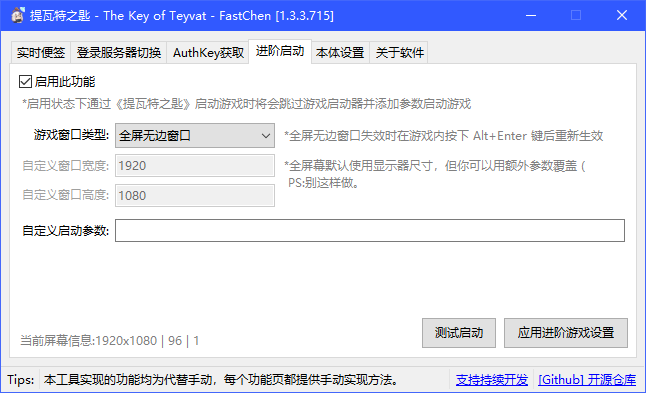 提瓦特之匙 - The Key of Teyvat - FastChen [1.3.3.715]
实时便签 登录服务器切换 AuthKey获取 进阶启动 本体设置 关于软件
启用此功能
*启用状态下通过《提瓦特之匙》启动游戏时将会跳过游戏启动器并添加参数启动游戏
游戏窗口类型: 全屏无边窗口 *全屏无边窗口失效时在游戏内按下 Alt+Enter 键后重新生效
自定义窗口宽度: 1920 *全屏幕默认使用显示器尺寸，但你可以用额外参数覆盖 (
PS:别这样做。
自定义窗口高度: 1080
自定义启动参数:
当前屏幕信息:1920x1080 | 96 | 1
测试启动 应用进阶游戏设置
Tips: 本工具实现的功能均为代替手动，每个功能页都提供手动实现方法。 支持持续开发 [Github] 开源仓库